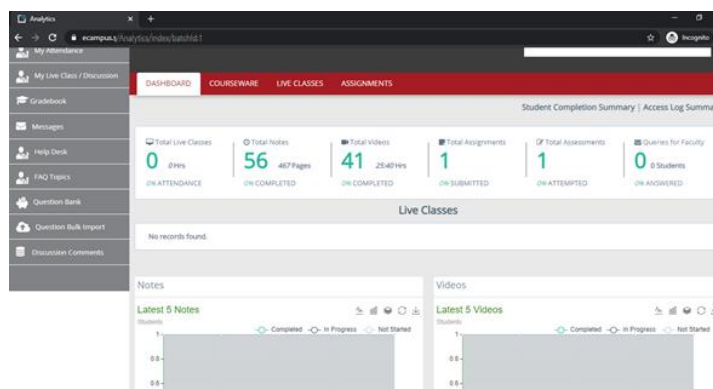 Analytics
ecampus.s/Analytics/index/batchId:1
Incognito
My Attendance
My Live Class / Discussion
Gradebook
Messages
Help Desk
FAQ Topics
Question Bank
Question Bulk Import
Discussion Comments
DASHBOARD COURSEWARE LIVE CLASSES ASSIGNMENTS
Student Completion Summary | Access Log Summa
Total Live Classes Total Notes Total Videos Total Assignments Total Assessments Queries for Faculty
0 0 Hrs 56 467 Pages 41 25:40 Hrs 1 1 0 0 Students
0% ATTENDANCE 0% COMPLETED 0% COMPLETED 0% SUBMITTED 0% ATTEMPTED 0% ANSWERED
Live Classes
No records found.
Notes Videos
Latest 5 Notes Latest 5 Videos
Students Students
Completed In Progress Not Started Completed In Progress Not Started
1 1
0.8 0.8
0.6 0.6